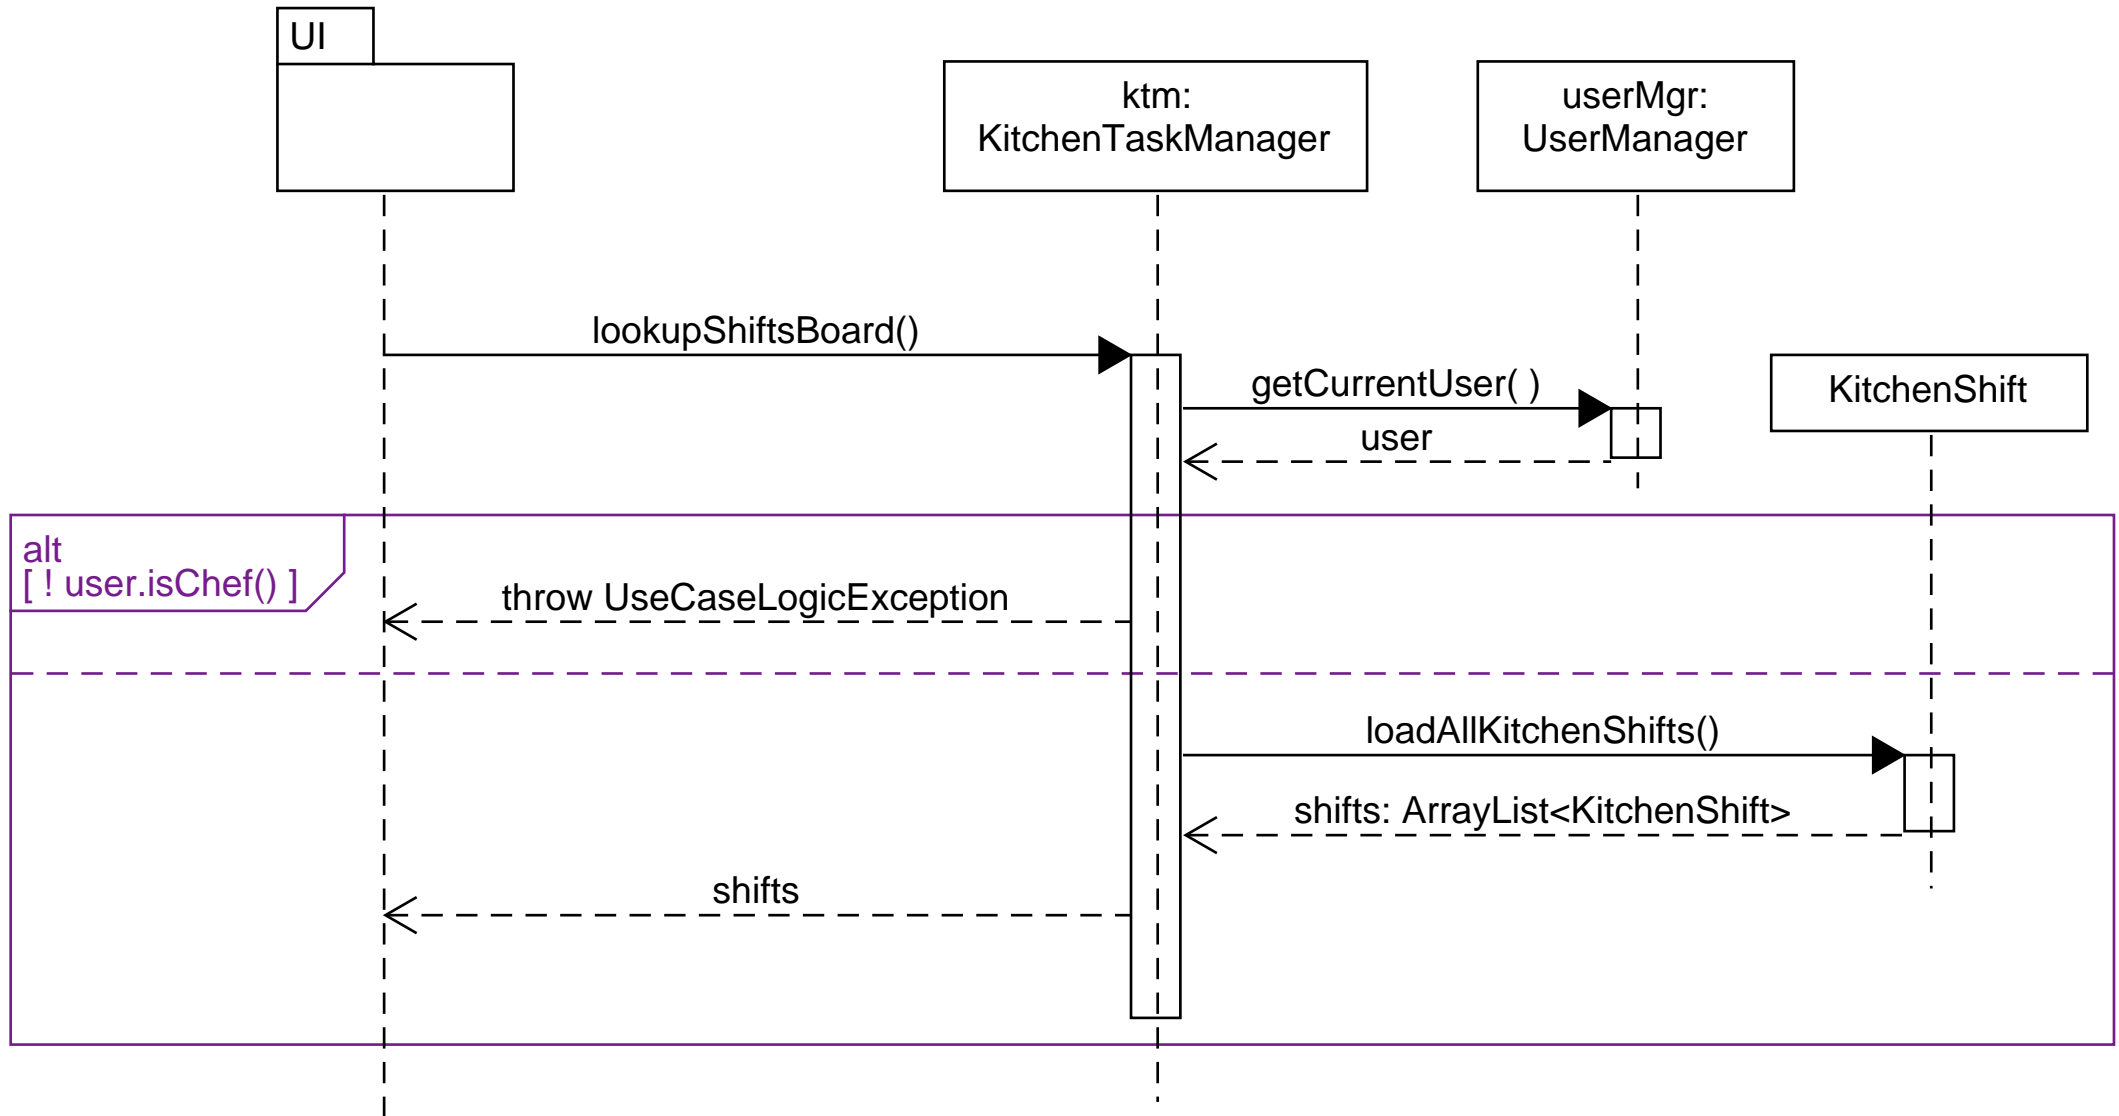 UI
ktm:
KitchenTaskManager
userMgr:
UserManager
lookupShiftsBoard()
getCurrentUser( )
KitchenShift
user
alt
[ ! user.isChef() ]
throw UseCaseLogicException
loadAllKitchenShifts()
shifts: ArrayList<KitchenShift>
shifts